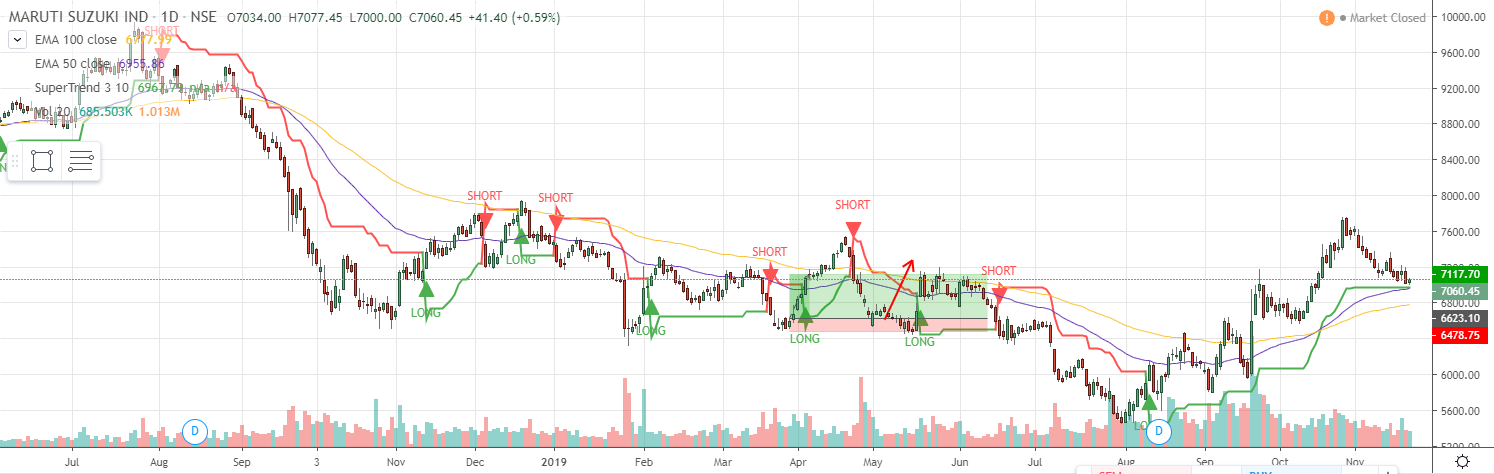 MARUTI SUZUKI IND · 1D · NSE O7034.00 H7077.45 L7000.00 C7060.45 +41.40 (+0.59%)
Market Closed
EMA 100 close
EMA 50 close 6955.86
SuperTrend 3 10 6967.79 n/a n/a
Vol 20 685.503K 1.013M
SHORT
SHORT
SHORT
SHORT
SHORT
SHORT
LONG
LONG
LONG
LONG
LONG
10000.00
9600.00
9200.00
8800.00
8400.00
8000.00
7600.00
7117.70
7060.45
6800.00
6623.10
6478.75
6000.00
5600.00
5200.00
D
D
Jul Aug Sep 3 Nov Dec 2019 Feb Mar Apr May Jun Jul Aug Sep Oct Nov
SELL BUY